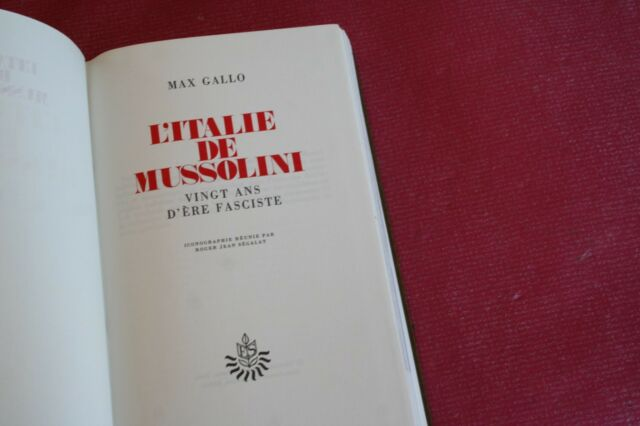 MAX GALLO
L'ITALIE
DE
MUSSOLINI
VINGT ANS
D'ÈRE FASCISTE
ICONOGRAPHIE RÉUNIE PAR
ROGER JEAN SÉGALAT